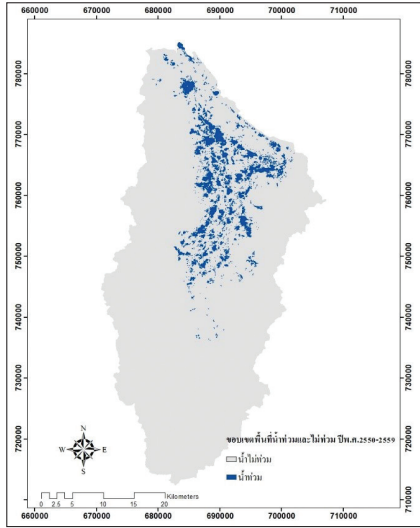 660000 670000 680000 690000 700000 710000
780000 780000
770000 770000
760000 760000
750000 750000
740000 740000
730000 730000
720000 720000
710000
N
W E
S
ขอบเขตพื้นที่น้ำท่วมและไม่ท่วม ปีพ.ศ.2550-2559
น้ำไม่ท่วม
น้ำท่วม
Kilometers
0 2.5 5 10 15 20
660000 670000 680000 690000 700000 710000